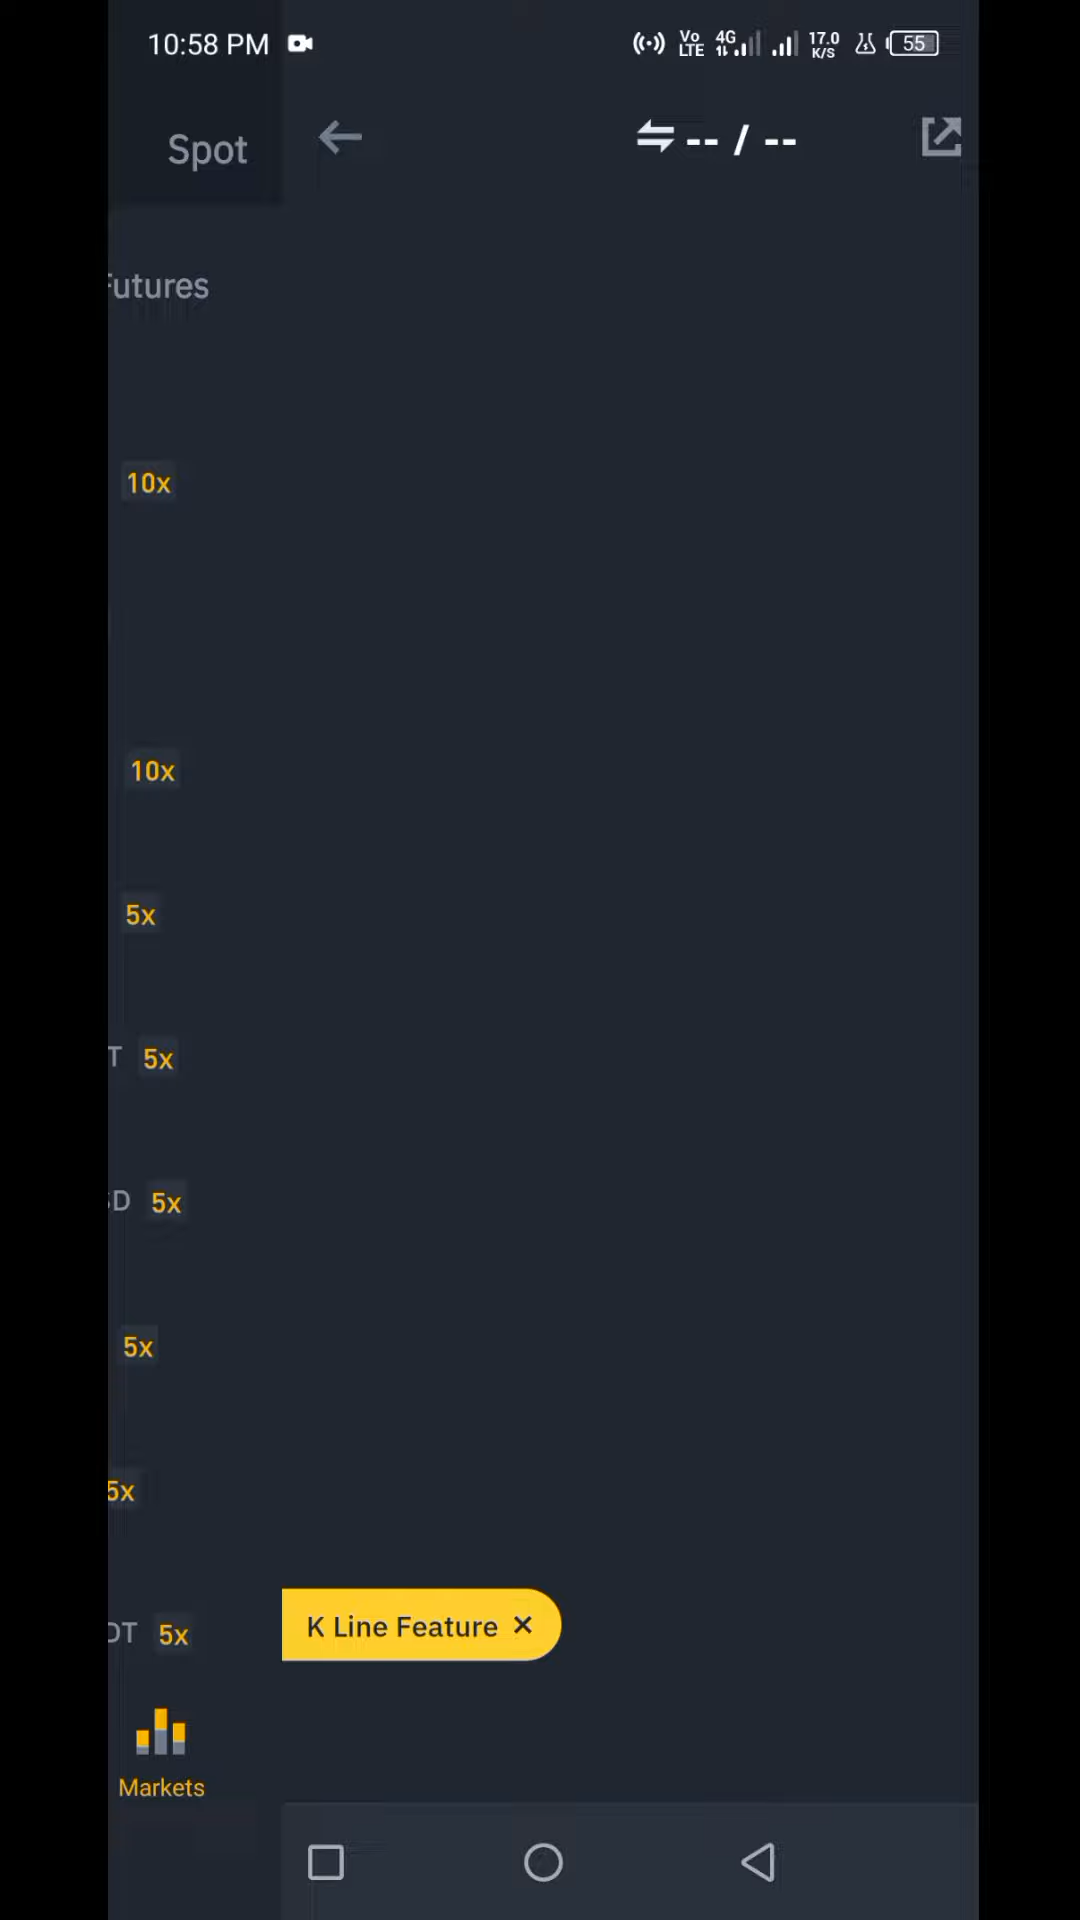 10:58 PM Vo LTE 4G 17.0 K/S 55
Spot -- / --
Futures
10x
10x
5x
T 5x
D 5x
5x
5x
DT 5x
K Line Feature ×
Markets